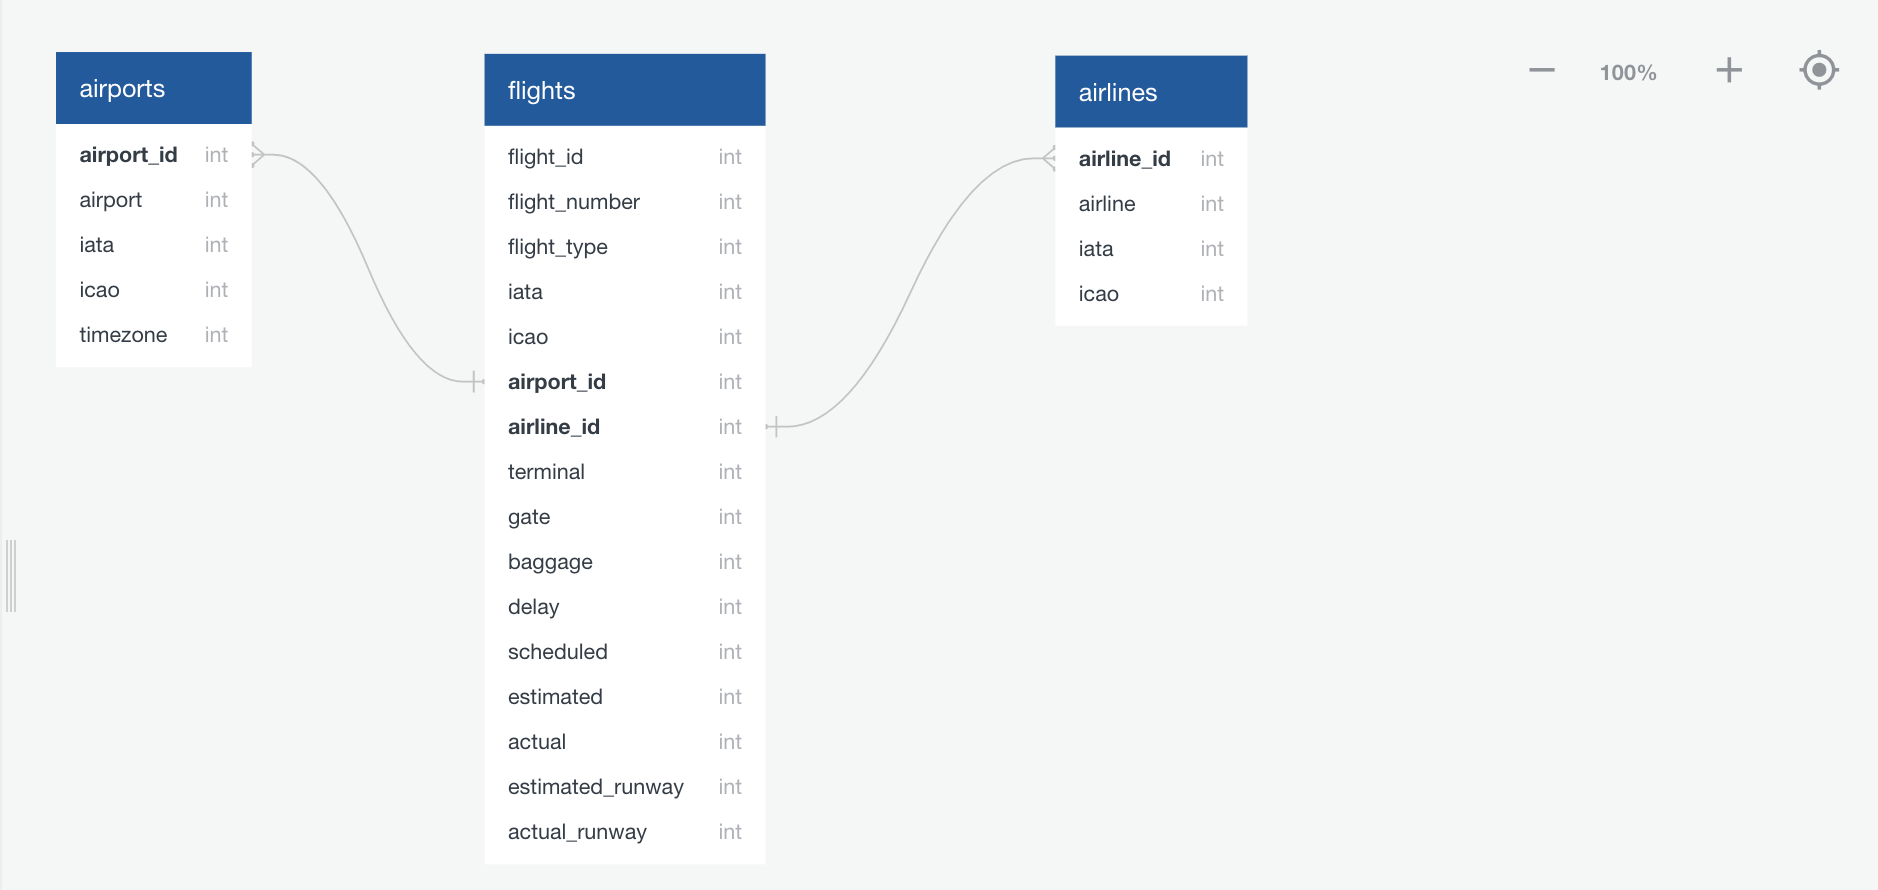 airports
airport_id int
airport int
iata int
icao int
timezone int
flights
flight_id int
flight_number int
flight_type int
iata int
icao int
airport_id int
airline_id int
terminal int
gate int
baggage int
delay int
scheduled int
estimated int
actual int
estimated_runway int
actual_runway int
airlines
airline_id int
airline int
iata int
icao int
100%